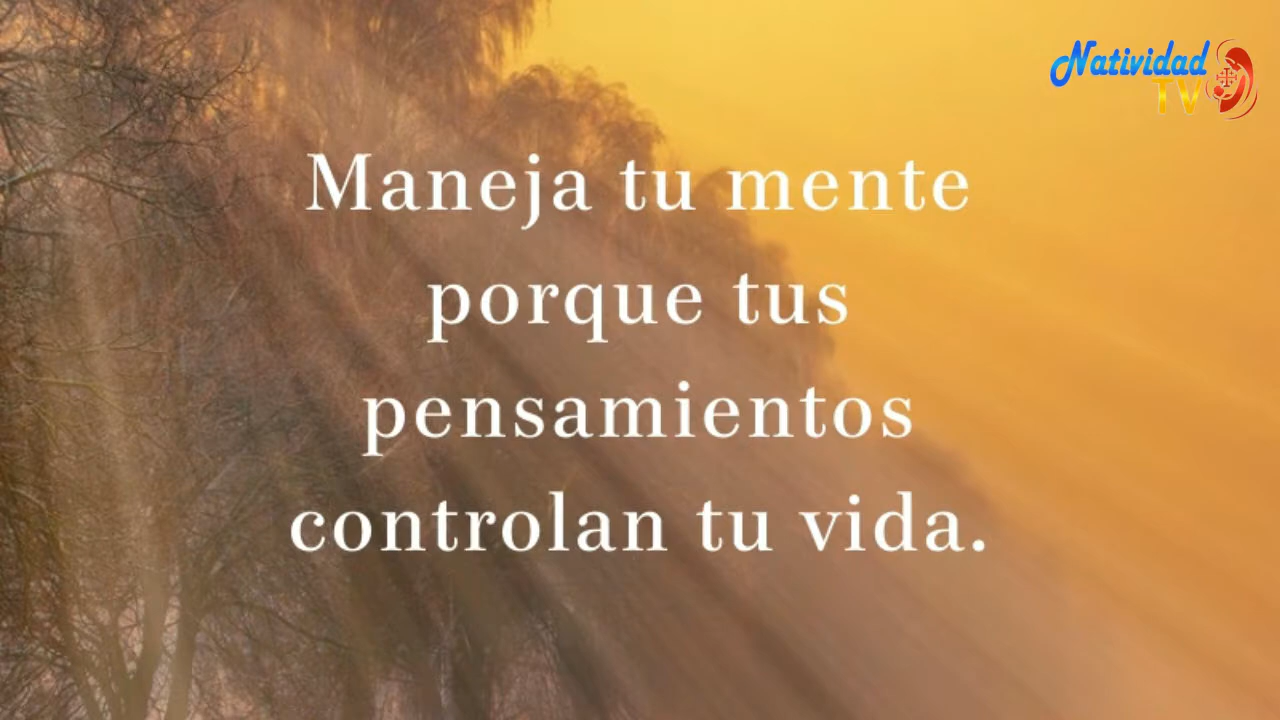 Natividad
TV
Maneja tu mente
porque tus
pensamientos
controlan tu vida.